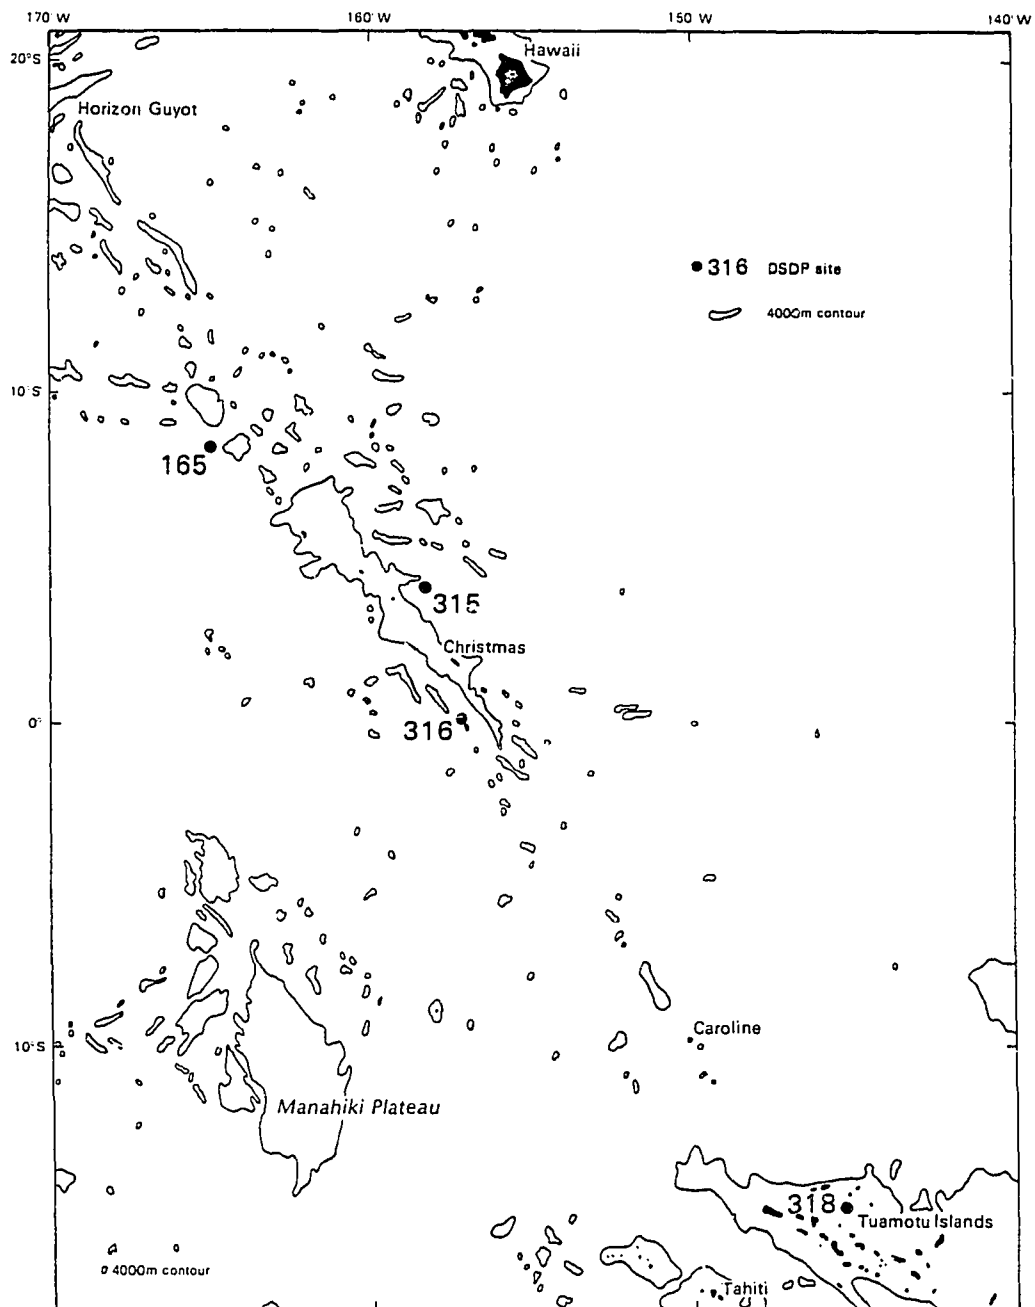 170°W 160°W 150°W 140°W
20°S
Hawaii
Horizon Guyot
316 DSDP site
4000m contour
10°S
165
315
Christmas
0°
316
Caroline
10°S
Manahiki Plateau
318
Tuamotu Islands
4000m contour
Tahiti